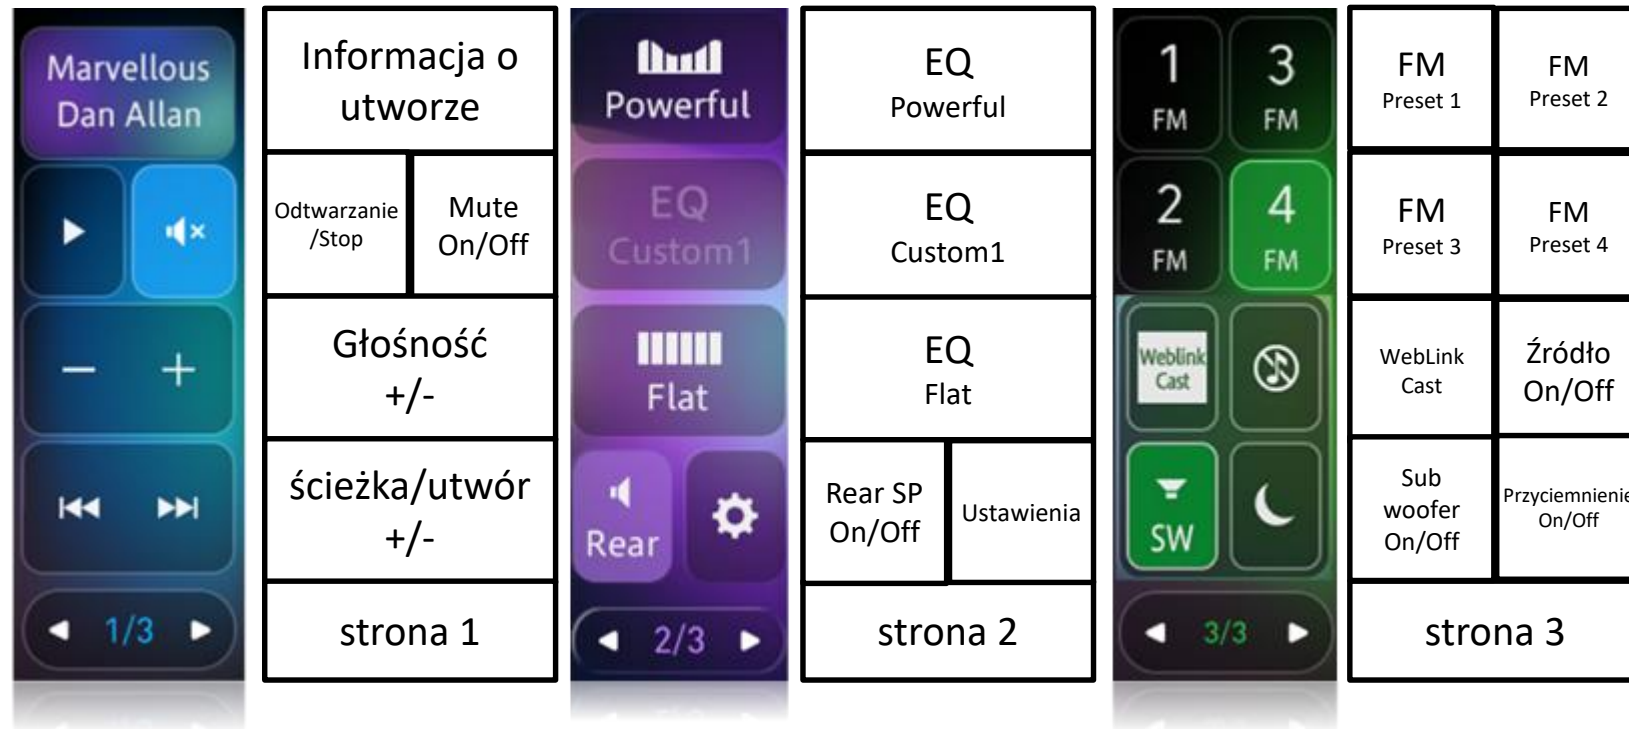 Marvellous
Dan Allan
1/3
Informacja o
utworze
Odtwarzanie
/Stop
Mute
On/Off
Głośność
+/-
ścieżka/utwór
+/-
strona 1
Powerful
EQ
Custom1
Flat
Rear
2/3
EQ
Powerful
EQ
Custom1
EQ
Flat
Rear SP
On/Off
Ustawienia
strona 2
1
FM
3
FM
2
FM
4
FM
Weblink
Cast
SW
3/3
FM
Preset 1
FM
Preset 2
FM
Preset 3
FM
Preset 4
WebLink
Cast
Źródło
On/Off
Sub
woofer
On/Off
Przyciemnienie
On/Off
strona 3